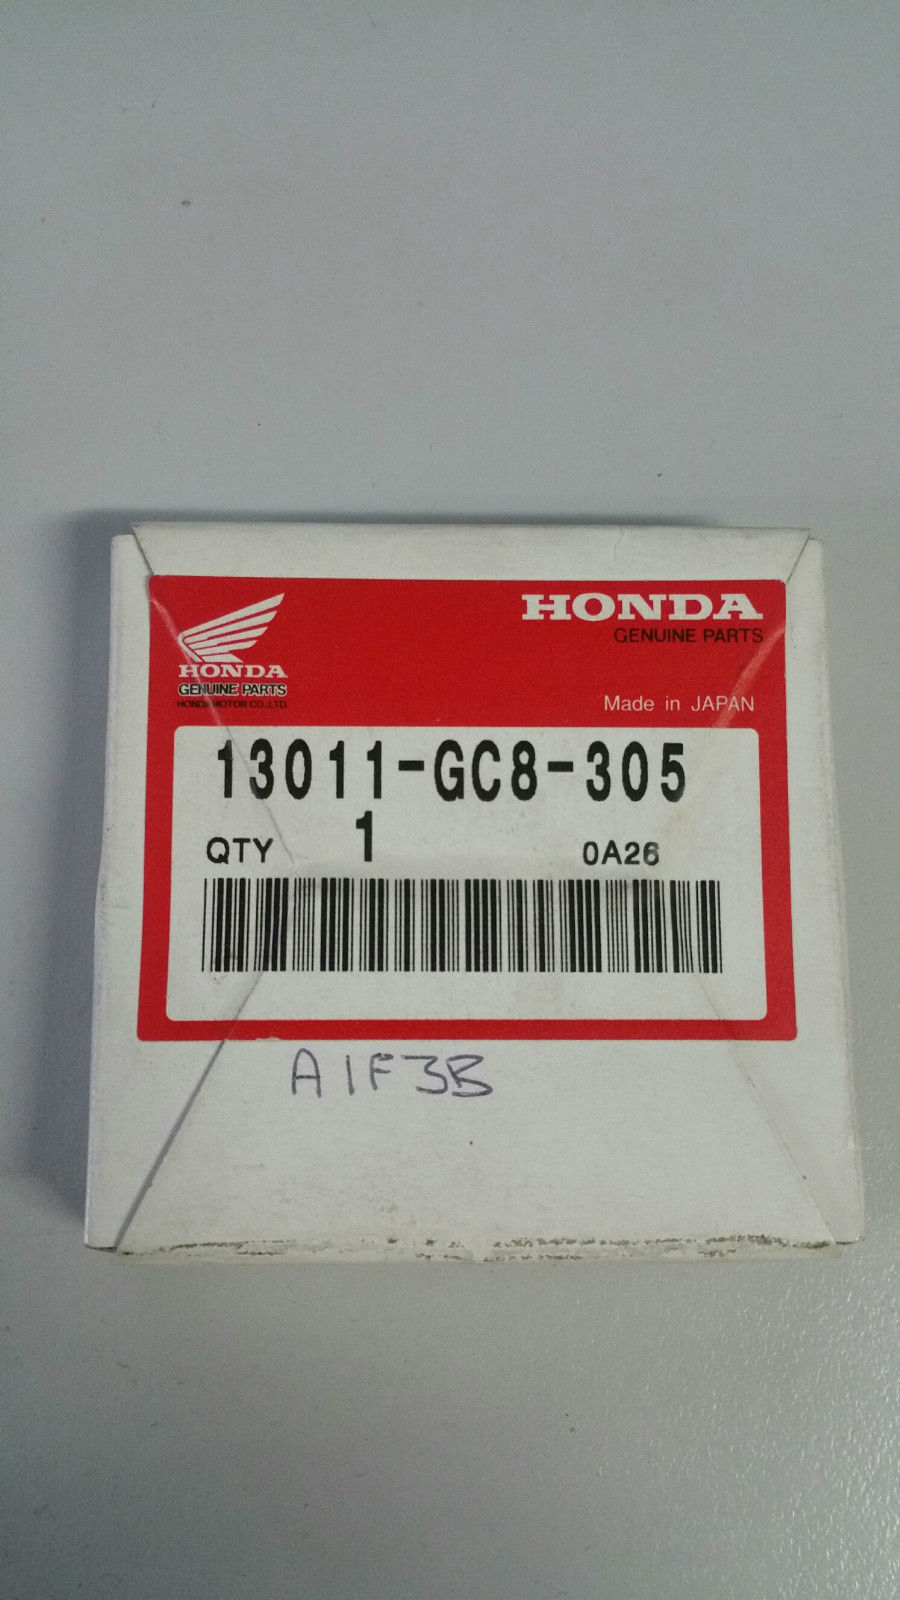 HONDA
GENUINE PARTS
HONDA MOTOR CO.,LTD.
HONDA
GENUINE PARTS
Made in JAPAN
13011-GC8-305
QTY 1 0A26
A1F3B